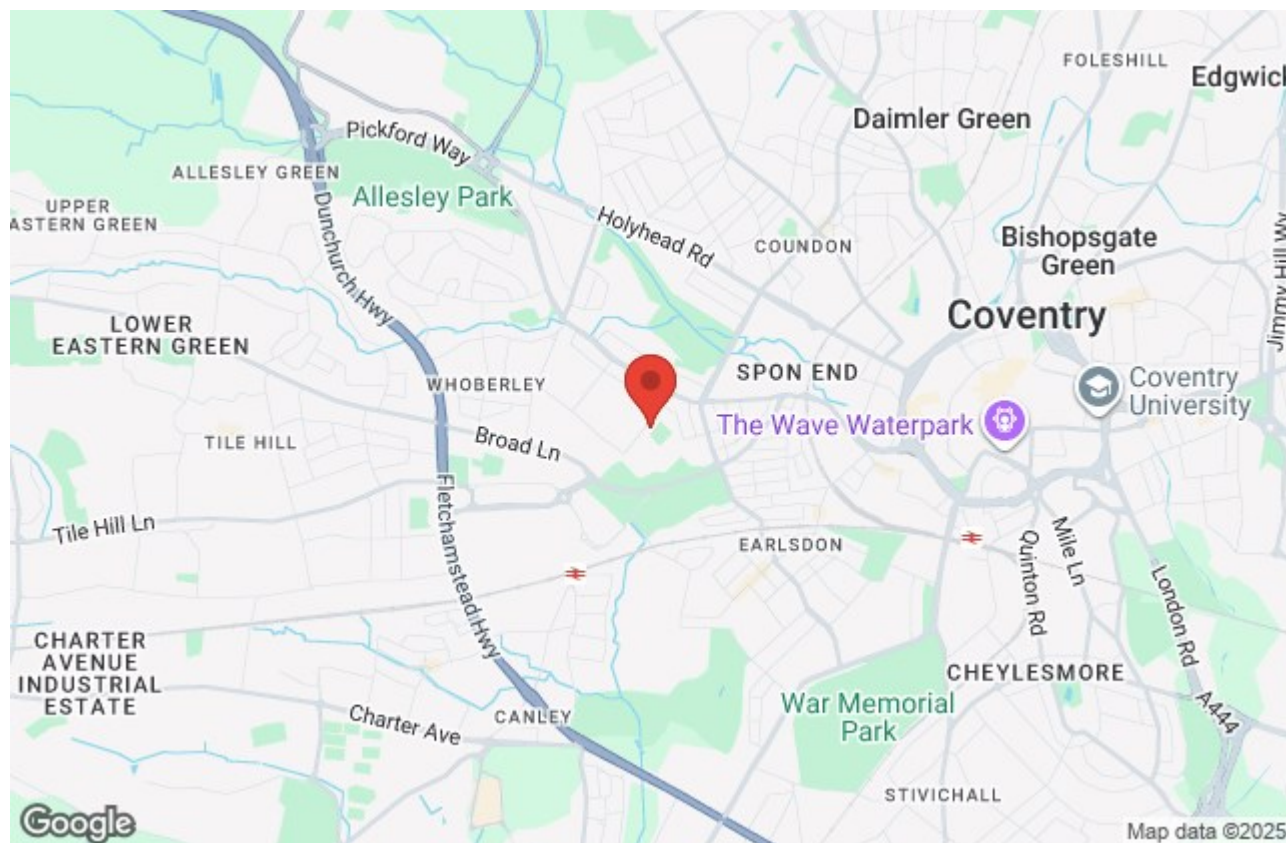 FOLESHILL
Edgwick
Daimler Green
Pickford Way
ALLESLEY GREEN
Allesley Park
UPPER
EASTERN GREEN
Dunchurch Hwy
Holyhead Rd
COUNDON
Bishopsgate
Green
Jimmy Hill Wy
Coventry
LOWER
EASTERN GREEN
WHOBERLEY
SPON END
Coventry
University
The Wave Waterpark
TILE HILL
Broad Ln
Fletchamstead Hwy
Tile Hill Ln
EARLSDON
Quinton Rd
Mile Ln
London Rd
CHARTER
AVENUE
INDUSTRIAL
ESTATE
CHEYLESMORE
War Memorial
Park
A444
Charter Ave
CANLEY
STIVICHALL
Google
Map data ©2025